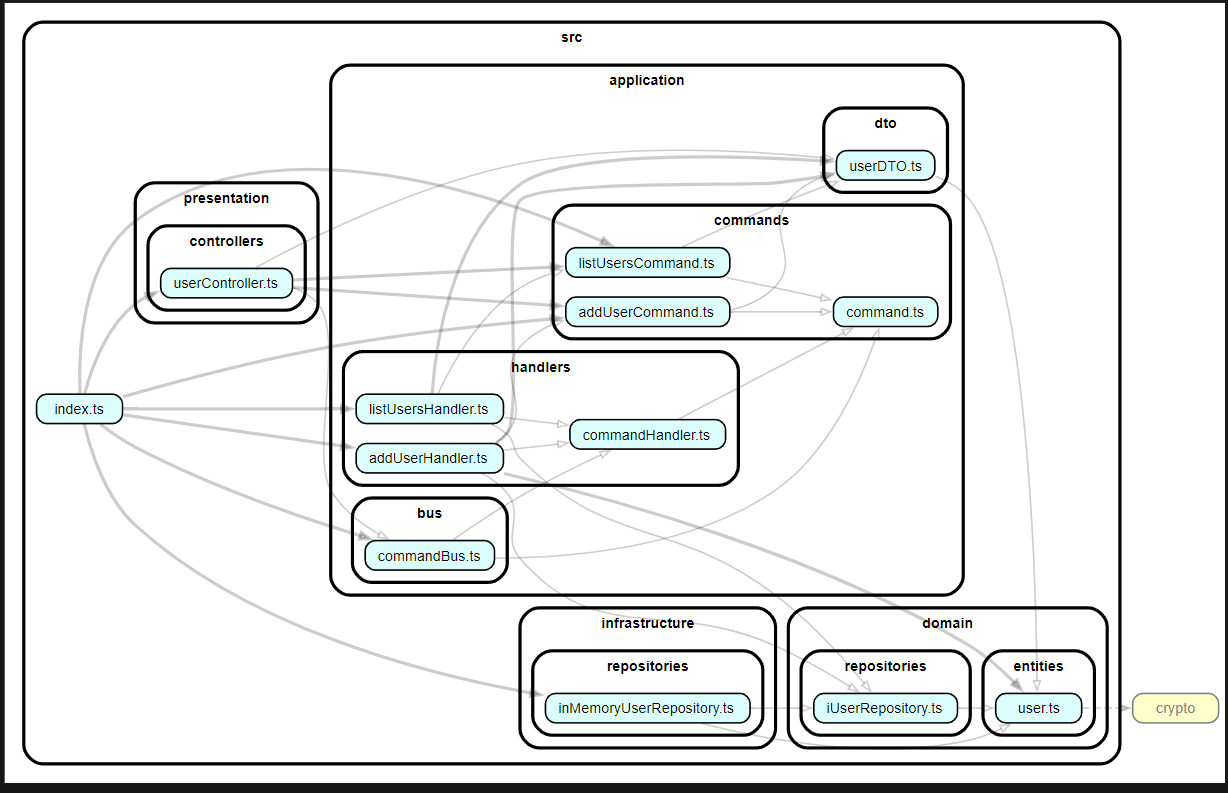 src
application
dto
userDTO.ts
presentation
controllers
userController.ts
commands
listUsersCommand.ts
addUserCommand.ts
command.ts
handlers
index.ts
listUsersHandler.ts
commandHandler.ts
addUserHandler.ts
bus
commandBus.ts
infrastructure
repositories
inMemoryUserRepository.ts
domain
repositories
iUserRepository.ts
entities
user.ts
crypto